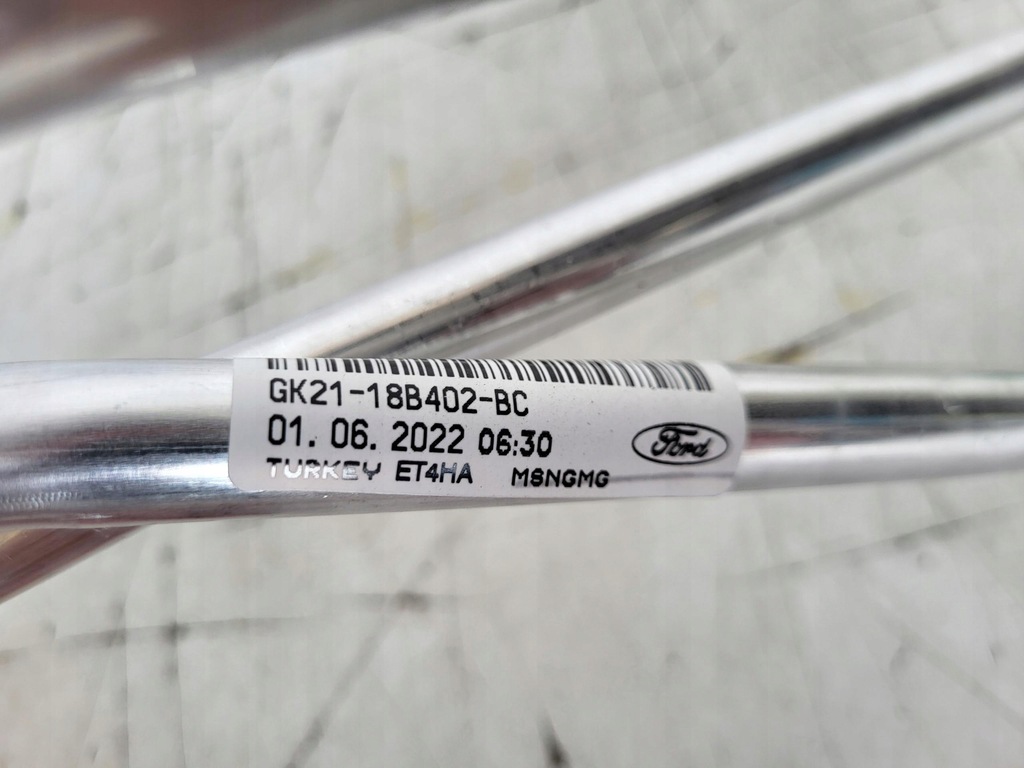 GK21-18B402-BC
01. 06. 2022 06:30
Ford
TURKEY ET4HA M8NGMG